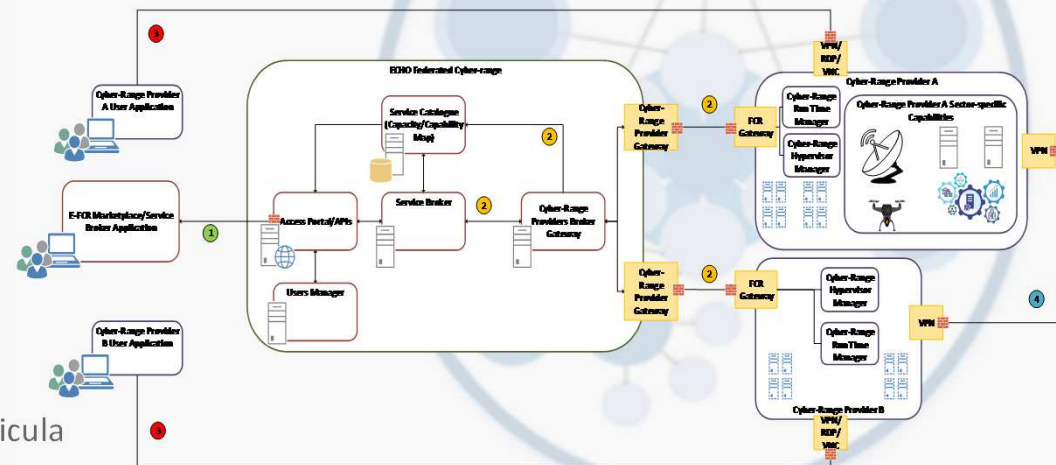 3
Cyber-Range Provider
A User Application
E-FCR Marketplace/Service
Broker Application
1
Cyber-Range Provider
B User Application
icula
3
ECHO Federated Cyber-range
Service Catalogue
(Capacity/Capability
Map)
2
Access Portal/APIs
Service Broker
2
Cyber-Range
Providers Broker
Gateway
Users Manager
Cyber-
Range
Provider
Gateway
2
FCR
Gateway
Cyber-
Range
Provider
Gateway
2
FCR
Gateway
VPN/
RDP/
VNC
Cyber-Range Provider A
Cyber-Range
Run Time
Manager
Cyber-Range
Hypervisor
Manager
Cyber-Range Provider A Sector-specific
Capabilities
VPN
Cyber-Range
Hypervisor
Manager
Cyber-Range
Run Time
Manager
VPN
4
Cyber-Range Provider B
VPN/
RDP/
VNC